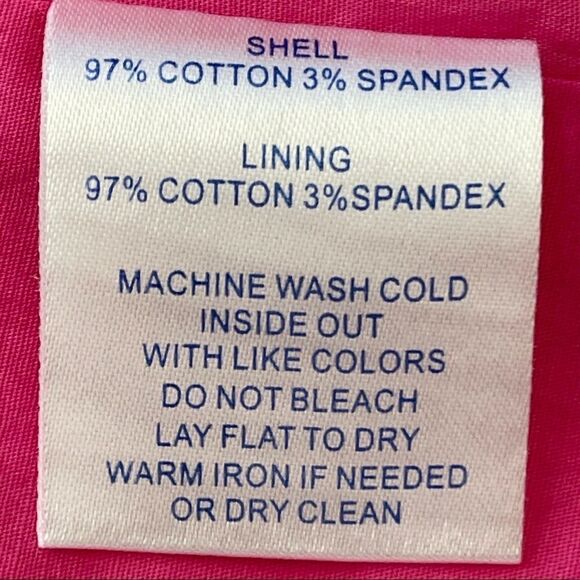 SHELL
97% COTTON 3% SPANDEX
LINING
97% COTTON 3%SPANDEX
MACHINE WASH COLD
INSIDE OUT
WITH LIKE COLORS
DO NOT BLEACH
LAY FLAT TO DRY
WARM IRON IF NEEDED
OR DRY CLEAN